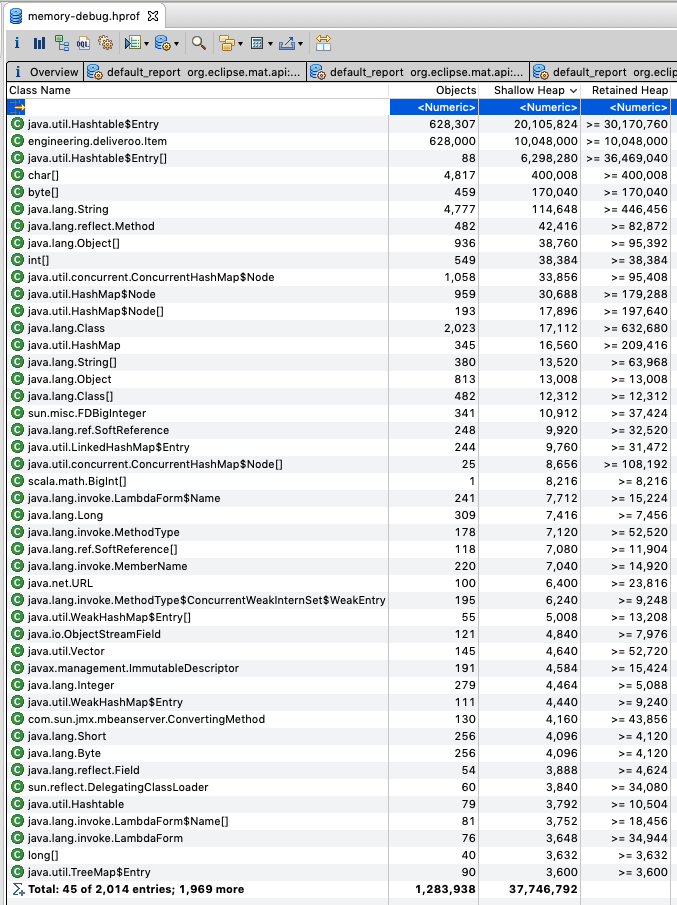 memory-debug.hprof
i Overview default_report org.eclipse.mat.api:... default_report org.eclipse.mat.api:... default_report org.eclip
Class Name Objects Shallow Heap Retained Heap
<Numeric> <Numeric> <Numeric>
java.util.Hashtable$Entry 628,307 20,105,824 >= 30,170,760
engineering.deliveroo.Item 628,000 10,048,000 >= 10,048,000
java.util.Hashtable$Entry[] 88 6,298,280 >= 36,469,040
char[] 4,817 400,008 >= 400,008
byte[] 459 170,040 >= 170,040
java.lang.String 4,777 114,648 >= 446,456
java.lang.reflect.Method 482 42,416 >= 82,872
java.lang.Object[] 936 38,760 >= 95,392
int[] 549 38,384 >= 38,384
java.util.concurrent.ConcurrentHashMap$Node 1,058 33,856 >= 95,408
java.util.HashMap$Node 959 30,688 >= 179,288
java.util.HashMap$Node[] 193 17,896 >= 197,640
java.lang.Class 2,023 17,112 >= 632,680
java.util.HashMap 345 16,560 >= 209,416
java.lang.String[] 380 13,520 >= 63,968
java.lang.Object 813 13,008 >= 13,008
java.lang.Class[] 482 12,312 >= 12,312
sun.misc.FDBigInteger 341 10,912 >= 37,424
java.lang.ref.SoftReference 248 9,920 >= 32,520
java.util.LinkedHashMap$Entry 244 9,760 >= 31,472
java.util.concurrent.ConcurrentHashMap$Node[] 25 8,656 >= 108,192
scala.math.BigInt[] 1 8,216 >= 8,216
java.lang.invoke.LambdaForm$Name 241 7,712 >= 15,224
java.lang.Long 309 7,416 >= 7,456
java.lang.invoke.MethodType 178 7,120 >= 52,520
java.lang.ref.SoftReference[] 118 7,080 >= 11,904
java.lang.invoke.MemberName 220 7,040 >= 14,920
java.net.URL 100 6,400 >= 23,816
java.lang.invoke.MethodType$ConcurrentWeakInternSet$WeakEntry 195 6,240 >= 9,248
java.util.WeakHashMap$Entry[] 55 5,008 >= 13,208
java.io.ObjectStreamField 121 4,840 >= 7,976
java.util.Vector 145 4,640 >= 52,720
javax.management.ImmutableDescriptor 191 4,584 >= 15,424
java.lang.Integer 279 4,464 >= 5,088
java.util.WeakHashMap$Entry 111 4,440 >= 9,240
com.sun.jmx.mbeanserver.ConvertingMethod 130 4,160 >= 43,856
java.lang.Short 256 4,096 >= 4,120
java.lang.Byte 256 4,096 >= 4,120
java.lang.reflect.Field 54 3,888 >= 4,624
sun.reflect.DelegatingClassLoader 60 3,840 >= 34,080
java.util.Hashtable 79 3,792 >= 10,504
java.lang.invoke.LambdaForm$Name[] 81 3,752 >= 18,456
java.lang.invoke.LambdaForm 76 3,648 >= 34,944
long[] 40 3,632 >= 3,632
java.util.TreeMap$Entry 90 3,600 >= 3,600
Total: 45 of 2,014 entries; 1,969 more 1,283,938 37,746,792